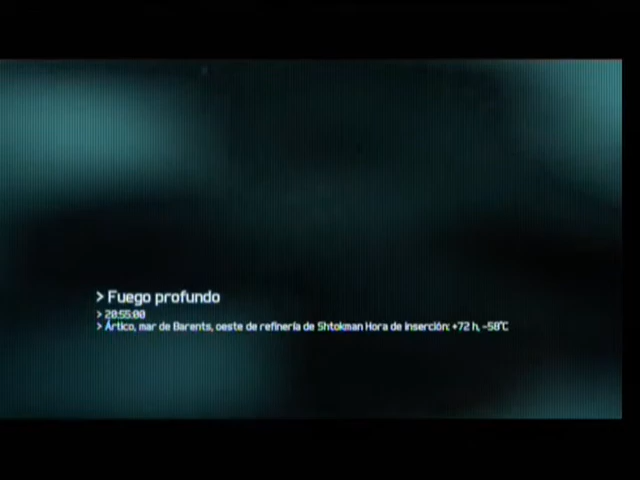 > Fuego profundo
> 20:55:00
> Ártico, mar de Barents, oeste de refinería de Shtokman Hora de inserción: +72 h, -58°C